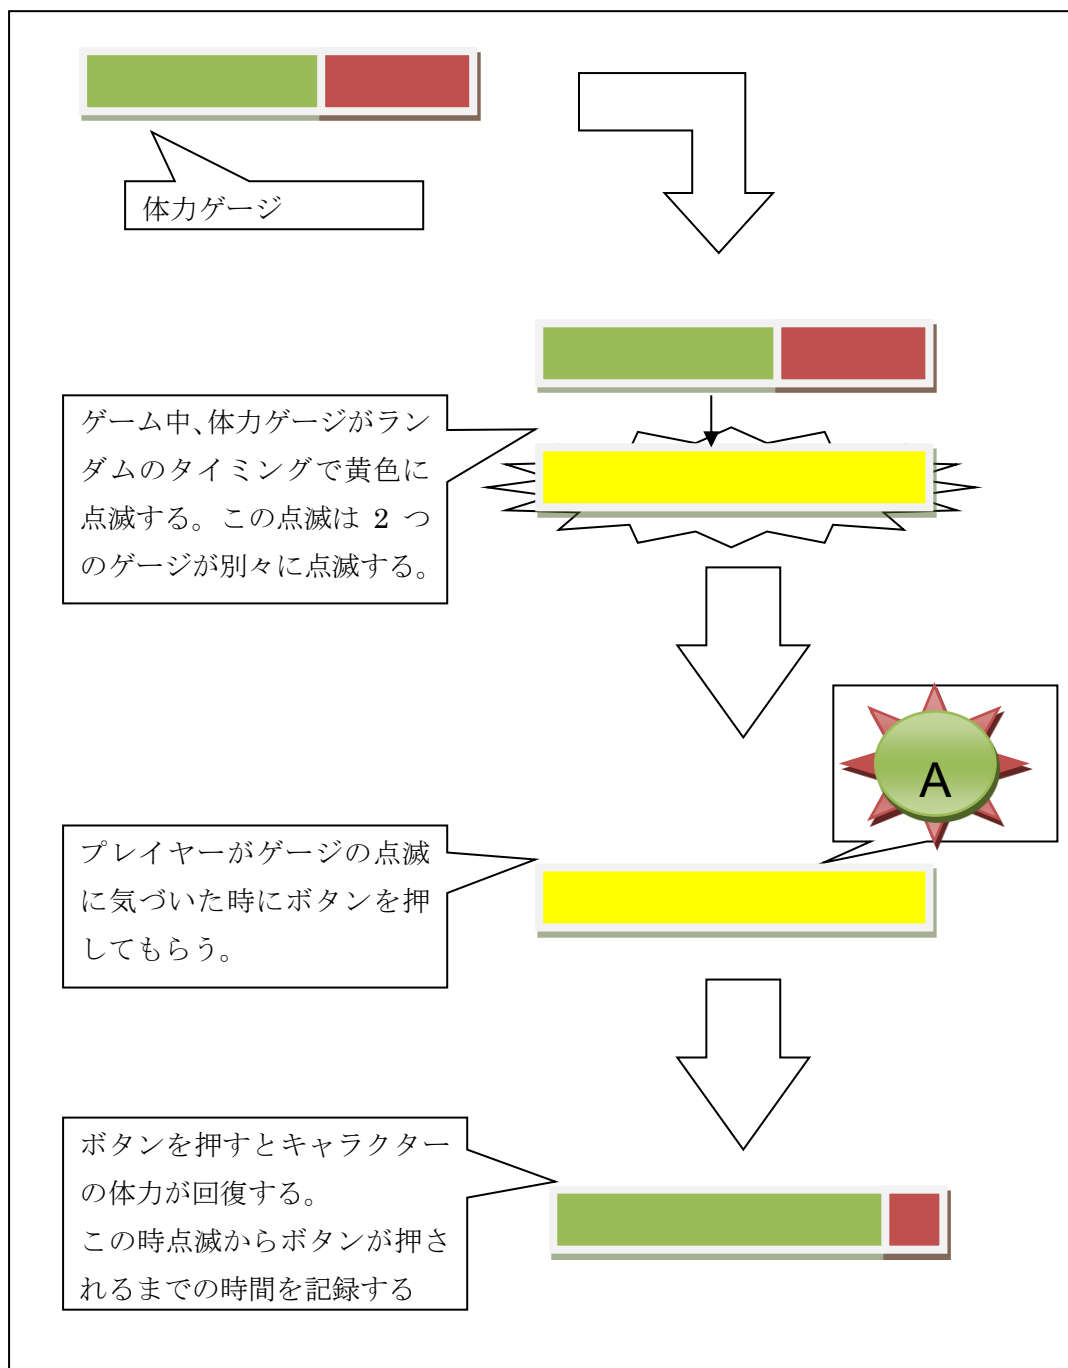 体力ゲージ
ゲーム中、体力ゲージがラン
ダムのタイミングで黄色に
点滅する。この点滅は 2 つ
のゲージが別々に点滅する。
A
プレイヤーがゲージの点滅
に気づいた時にボタンを押
してもらう。
ボタンを押すとキャラクター
の体力が回復する。
この時点滅からボタンが押さ
れるまでの時間を記録する